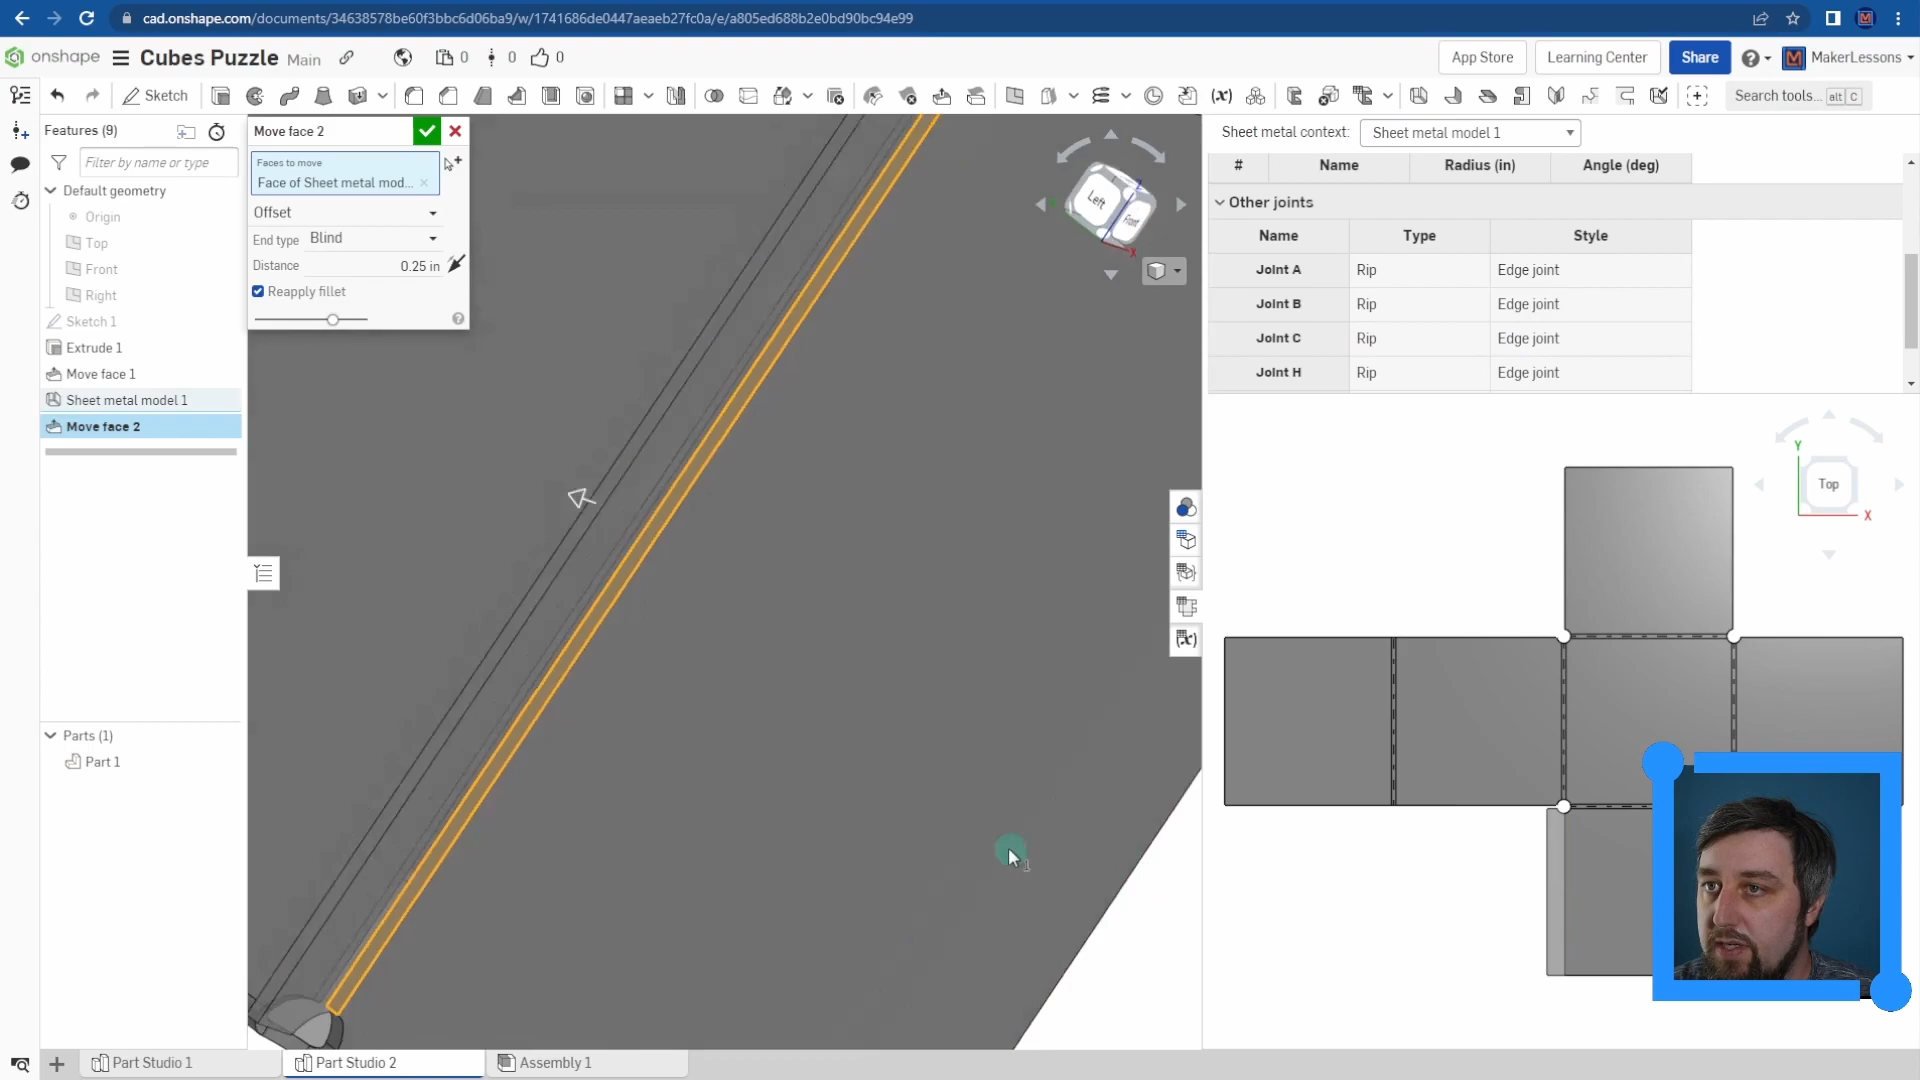 cad.onshape.com/documents/34638578be60f3bbc6d06ba9/w/1741686de0447aeaeb27fc0a/e/a805ed688b2e0bd90bc94e99
onshape Cubes Puzzle Main 0 0 0 App Store Learning Center Share MakerLessons
Sketch Search tools... alt C
Features (9)
Filter by name or type
Default geometry
Origin
Top
Front
Right
Sketch 1
Extrude 1
Move face 1
Sheet metal model 1
Move face 2
Parts (1)
Part 1
Move face 2
Faces to move
Face of Sheet metal mod...
Offset
End type Blind
Distance 0.25 in
Reapply fillet
Left
Front
Z
X
Sheet metal context: Sheet metal model 1
# Name Radius (in) Angle (deg)
Other joints
Name Type Style
Joint A Rip Edge joint
Joint B Rip Edge joint
Joint C Rip Edge joint
Joint H Rip Edge joint
Y
Top
X
1
Part Studio 1 Part Studio 2 Assembly 1